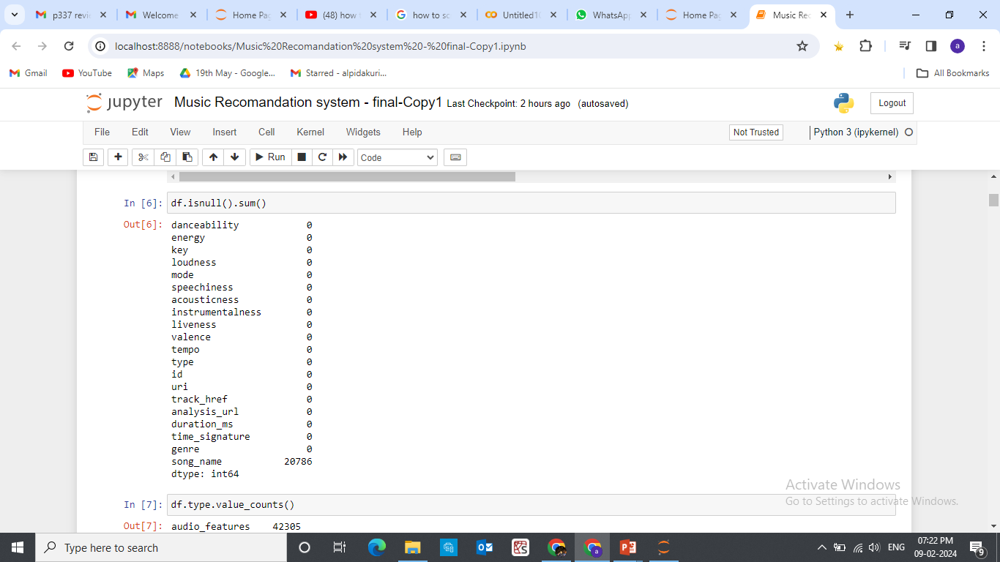 p337 revi
Welcome
Home Pag
(48) how t
how to sc
Untitled1
WhatsAp
Home Pag
Music Rec
localhost:8888/notebooks/Music%20Recomandation%20system%20-%20final-Copy1.ipynb
a
Gmail
YouTube
Maps
19th May - Google...
Starred - alpidakuri...
All Bookmarks
jupyter Music Recomandation system - final-Copy1 Last Checkpoint: 2 hours ago (autosaved)
Logout
File Edit View Insert Cell Kernel Widgets Help
Not Trusted
Python 3 (ipykernel)
Run
Code
In [6]: df.isnull().sum()
Out[6]: danceability 0
energy 0
key 0
loudness 0
mode 0
speechiness 0
acousticness 0
instrumentalness 0
liveness 0
valence 0
tempo 0
type 0
id 0
uri 0
track_href 0
analysis_url 0
duration_ms 0
time_signature 0
genre 0
song_name 20786
dtype: int64
Activate Windows
Go to Settings to activate Windows.
In [7]: df.type.value_counts()
Out[7]: audio_features 42305
Type here to search
ENG
07:22 PM
09-02-2024
9